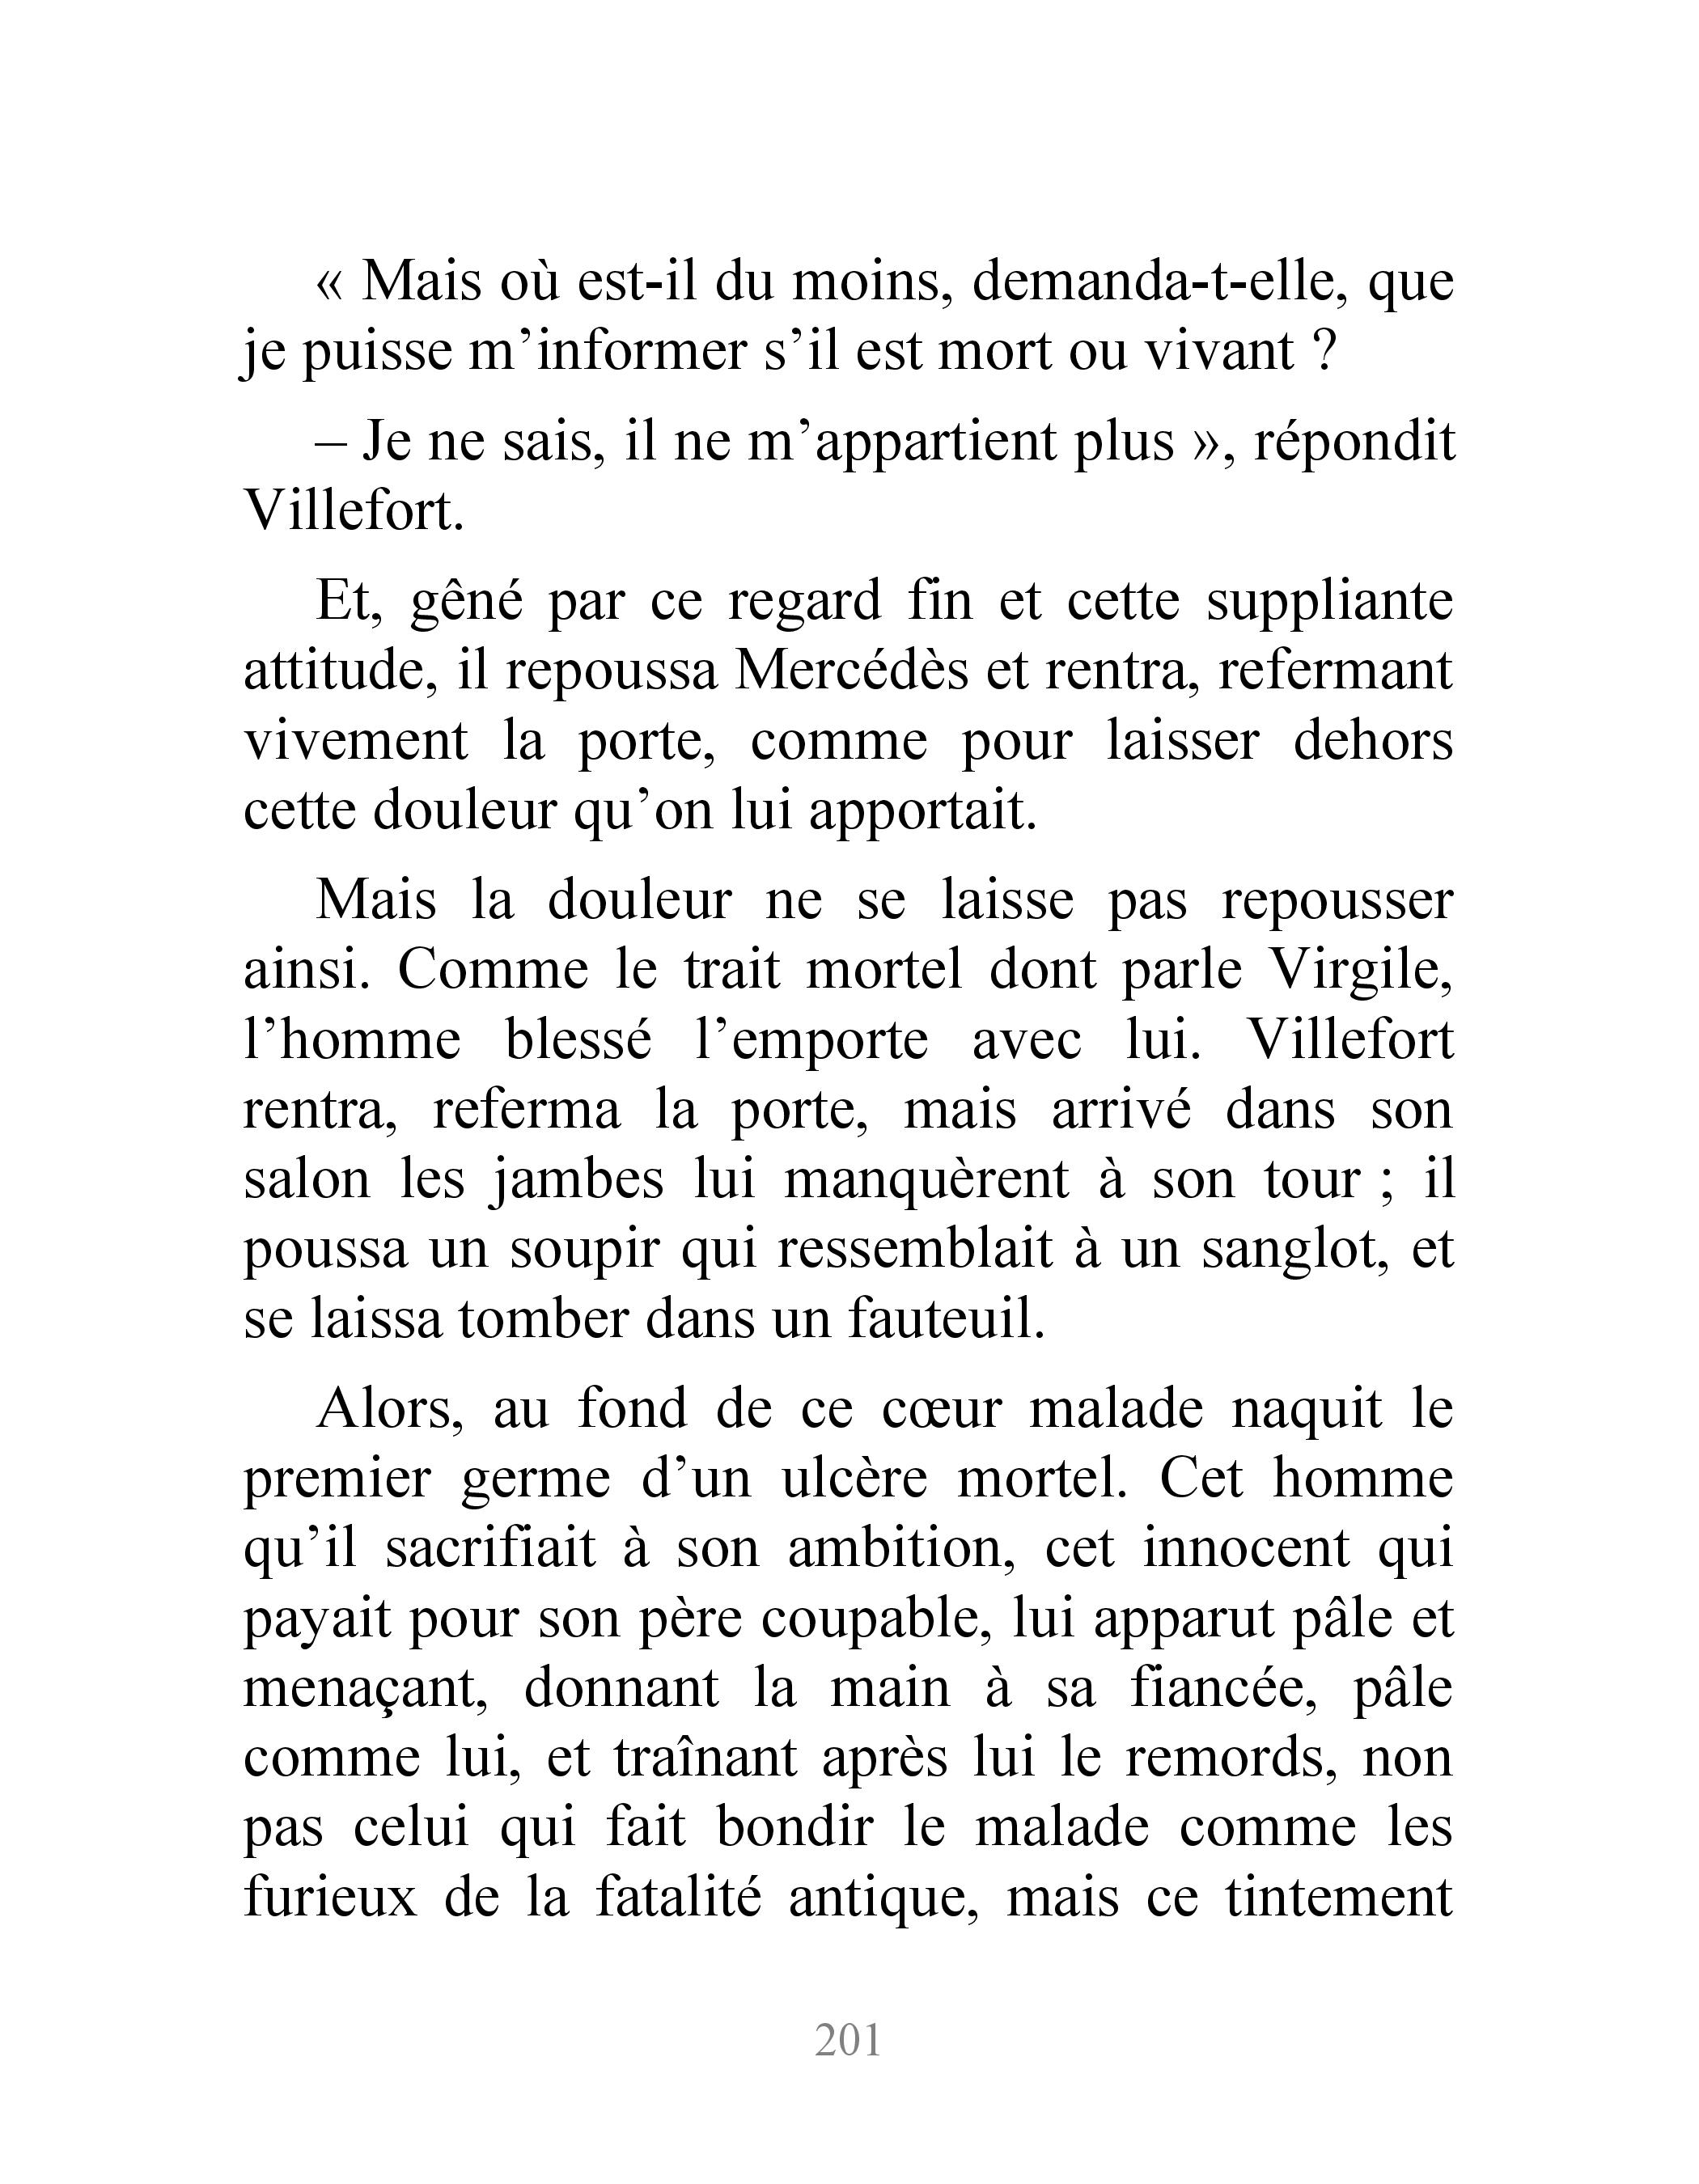 « Mais où est-il du moins, demanda-t-elle, que
je puisse m’informer s’il est mort ou vivant ?
– Je ne sais, il ne m’appartient plus », répondit
Villefort.
Et, gêné par ce regard fin et cette suppliante
attitude, il repoussa Mercédès et rentra, refermant
vivement la porte, comme pour laisser dehors
cette douleur qu’on lui apportait.
Mais la douleur ne se laisse pas repousser
ainsi. Comme le trait mortel dont parle Virgile,
l’homme blessé l’emporte avec lui. Villefort
rentra, referma la porte, mais arrivé dans son
salon les jambes lui manquèrent à son tour ; il
poussa un soupir qui ressemblait à un sanglot, et
se laissa tomber dans un fauteuil.
Alors, au fond de ce cœur malade naquit le
premier germe d’un ulcère mortel. Cet homme
qu’il sacrifiait à son ambition, cet innocent qui
payait pour son père coupable, lui apparut pâle et
menaçant, donnant la main à sa fiancée, pâle
comme lui, et traînant après lui le remords, non
pas celui qui fait bondir le malade comme les
furieux de la fatalité antique, mais ce tintement
201